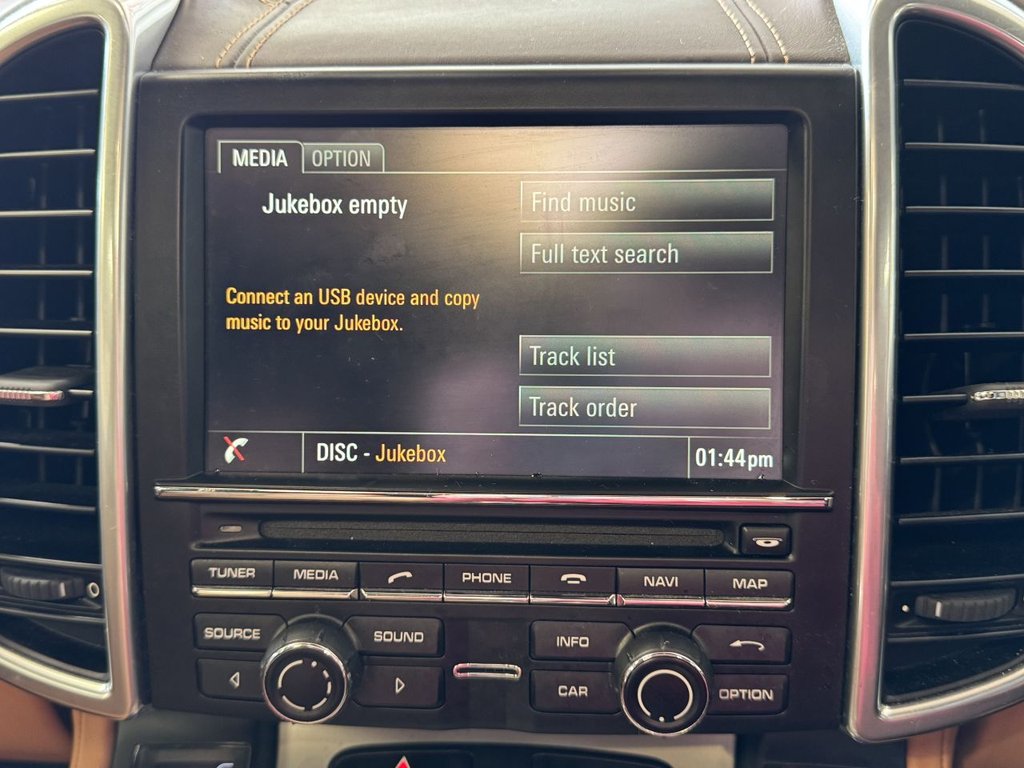 MEDIA OPTION
Jukebox empty
Find music
Full text search
Connect an USB device and copy
music to your Jukebox.
Track list
Track order
DISC - Jukebox
01:44pm
TUNER MEDIA PHONE NAVI MAP
SOURCE SOUND INFO
CAR OPTION